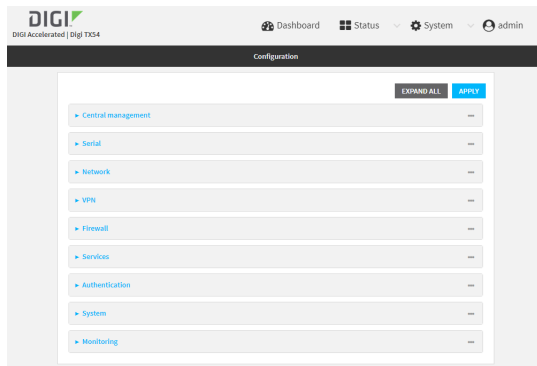 DIGI
DIGI Accelerated | Digi TX54
Dashboard Status System admin
Configuration
EXPAND ALL APPLY
Central management
Serial
Network
VPN
Firewall
Services
Authentication
System
Monitoring